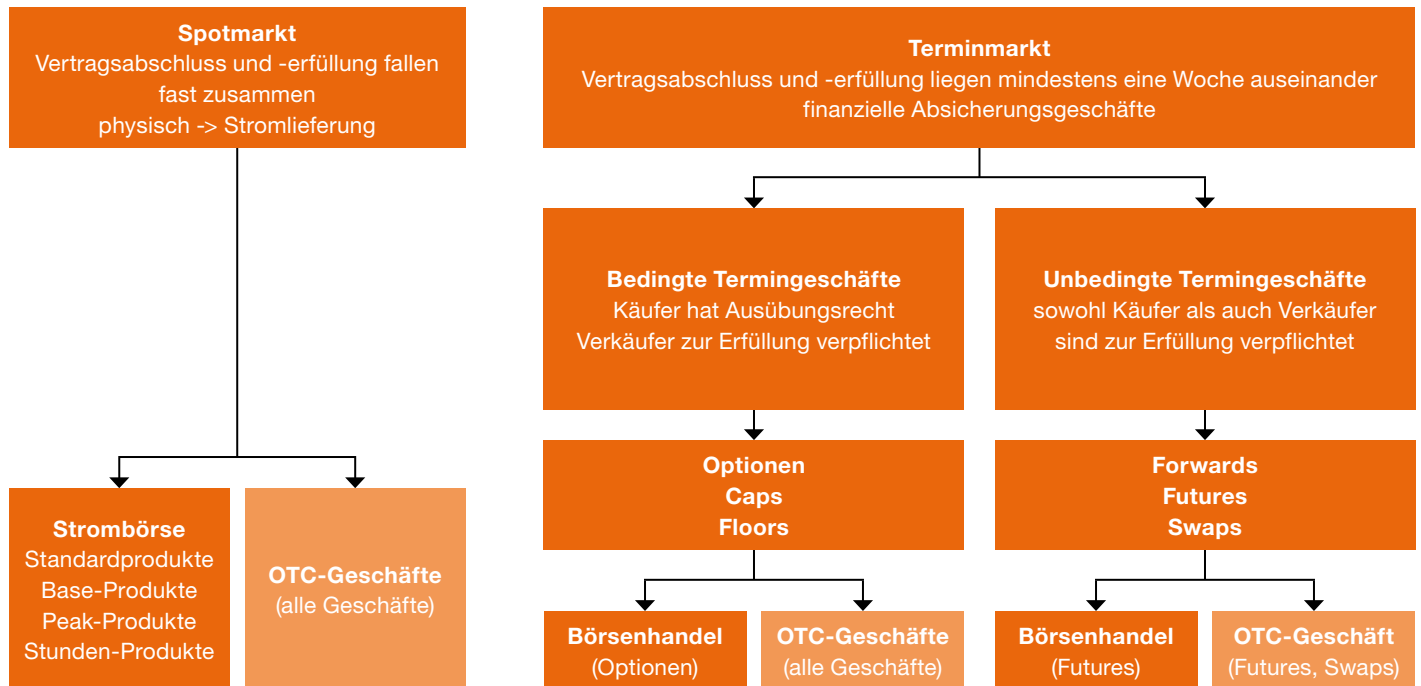 Spotmarkt
Vertragsabschluss und -erfüllung fallen
fast zusammen
physisch -> Stromlieferung
Strombörse
Standardprodukte
Base-Produkte
Peak-Produkte
Stunden-Produkte
OTC-Geschäfte
(alle Geschäfte)
Terminmarkt
Vertragsabschluss und -erfüllung liegen mindestens eine Woche auseinander
finanzielle Absicherungsgeschäfte
Bedingte Termingeschäfte
Käufer hat Ausübungsrecht
Verkäufer zur Erfüllung verpflichtet
Optionen
Caps
Floors
Börsenhandel
(Optionen)
OTC-Geschäfte
(alle Geschäfte)
Unbedingte Termingeschäfte
sowohl Käufer als auch Verkäufer
sind zur Erfüllung verpflichtet
Forwards
Futures
Swaps
Börsenhandel
(Futures)
OTC-Geschäft
(Futures, Swaps)